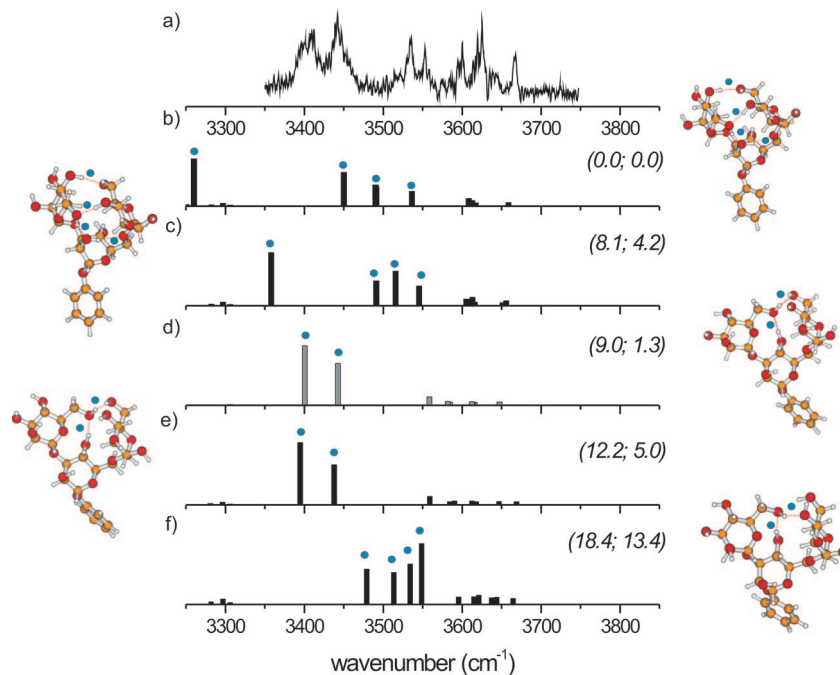 a)
3300 3400 3500 3600 3700 3800
b)
(0.0; 0.0)
c)
(8.1; 4.2)
d)
(9.0; 1.3)
e)
(12.2; 5.0)
f)
(18.4; 13.4)
3300 3400 3500 3600 3700 3800
wavenumber (cm⁻¹)